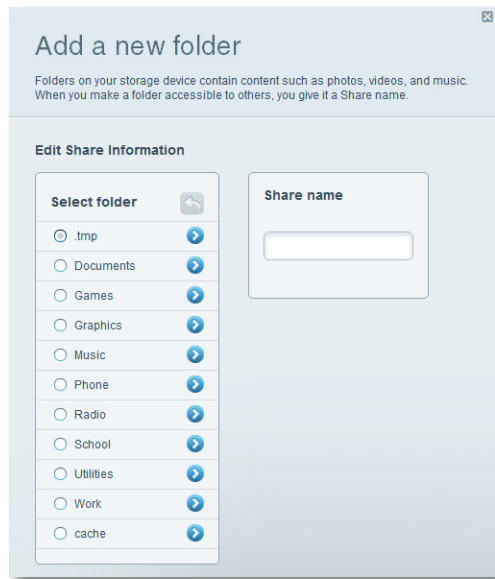 Add a new folder
Folders on your storage device contain content such as photos, videos, and music.
When you make a folder accessible to others, you give it a Share name.
Edit Share Information
Select folder
.tmp
Documents
Games
Graphics
Music
Phone
Radio
School
Utilities
Work
cache
Share name